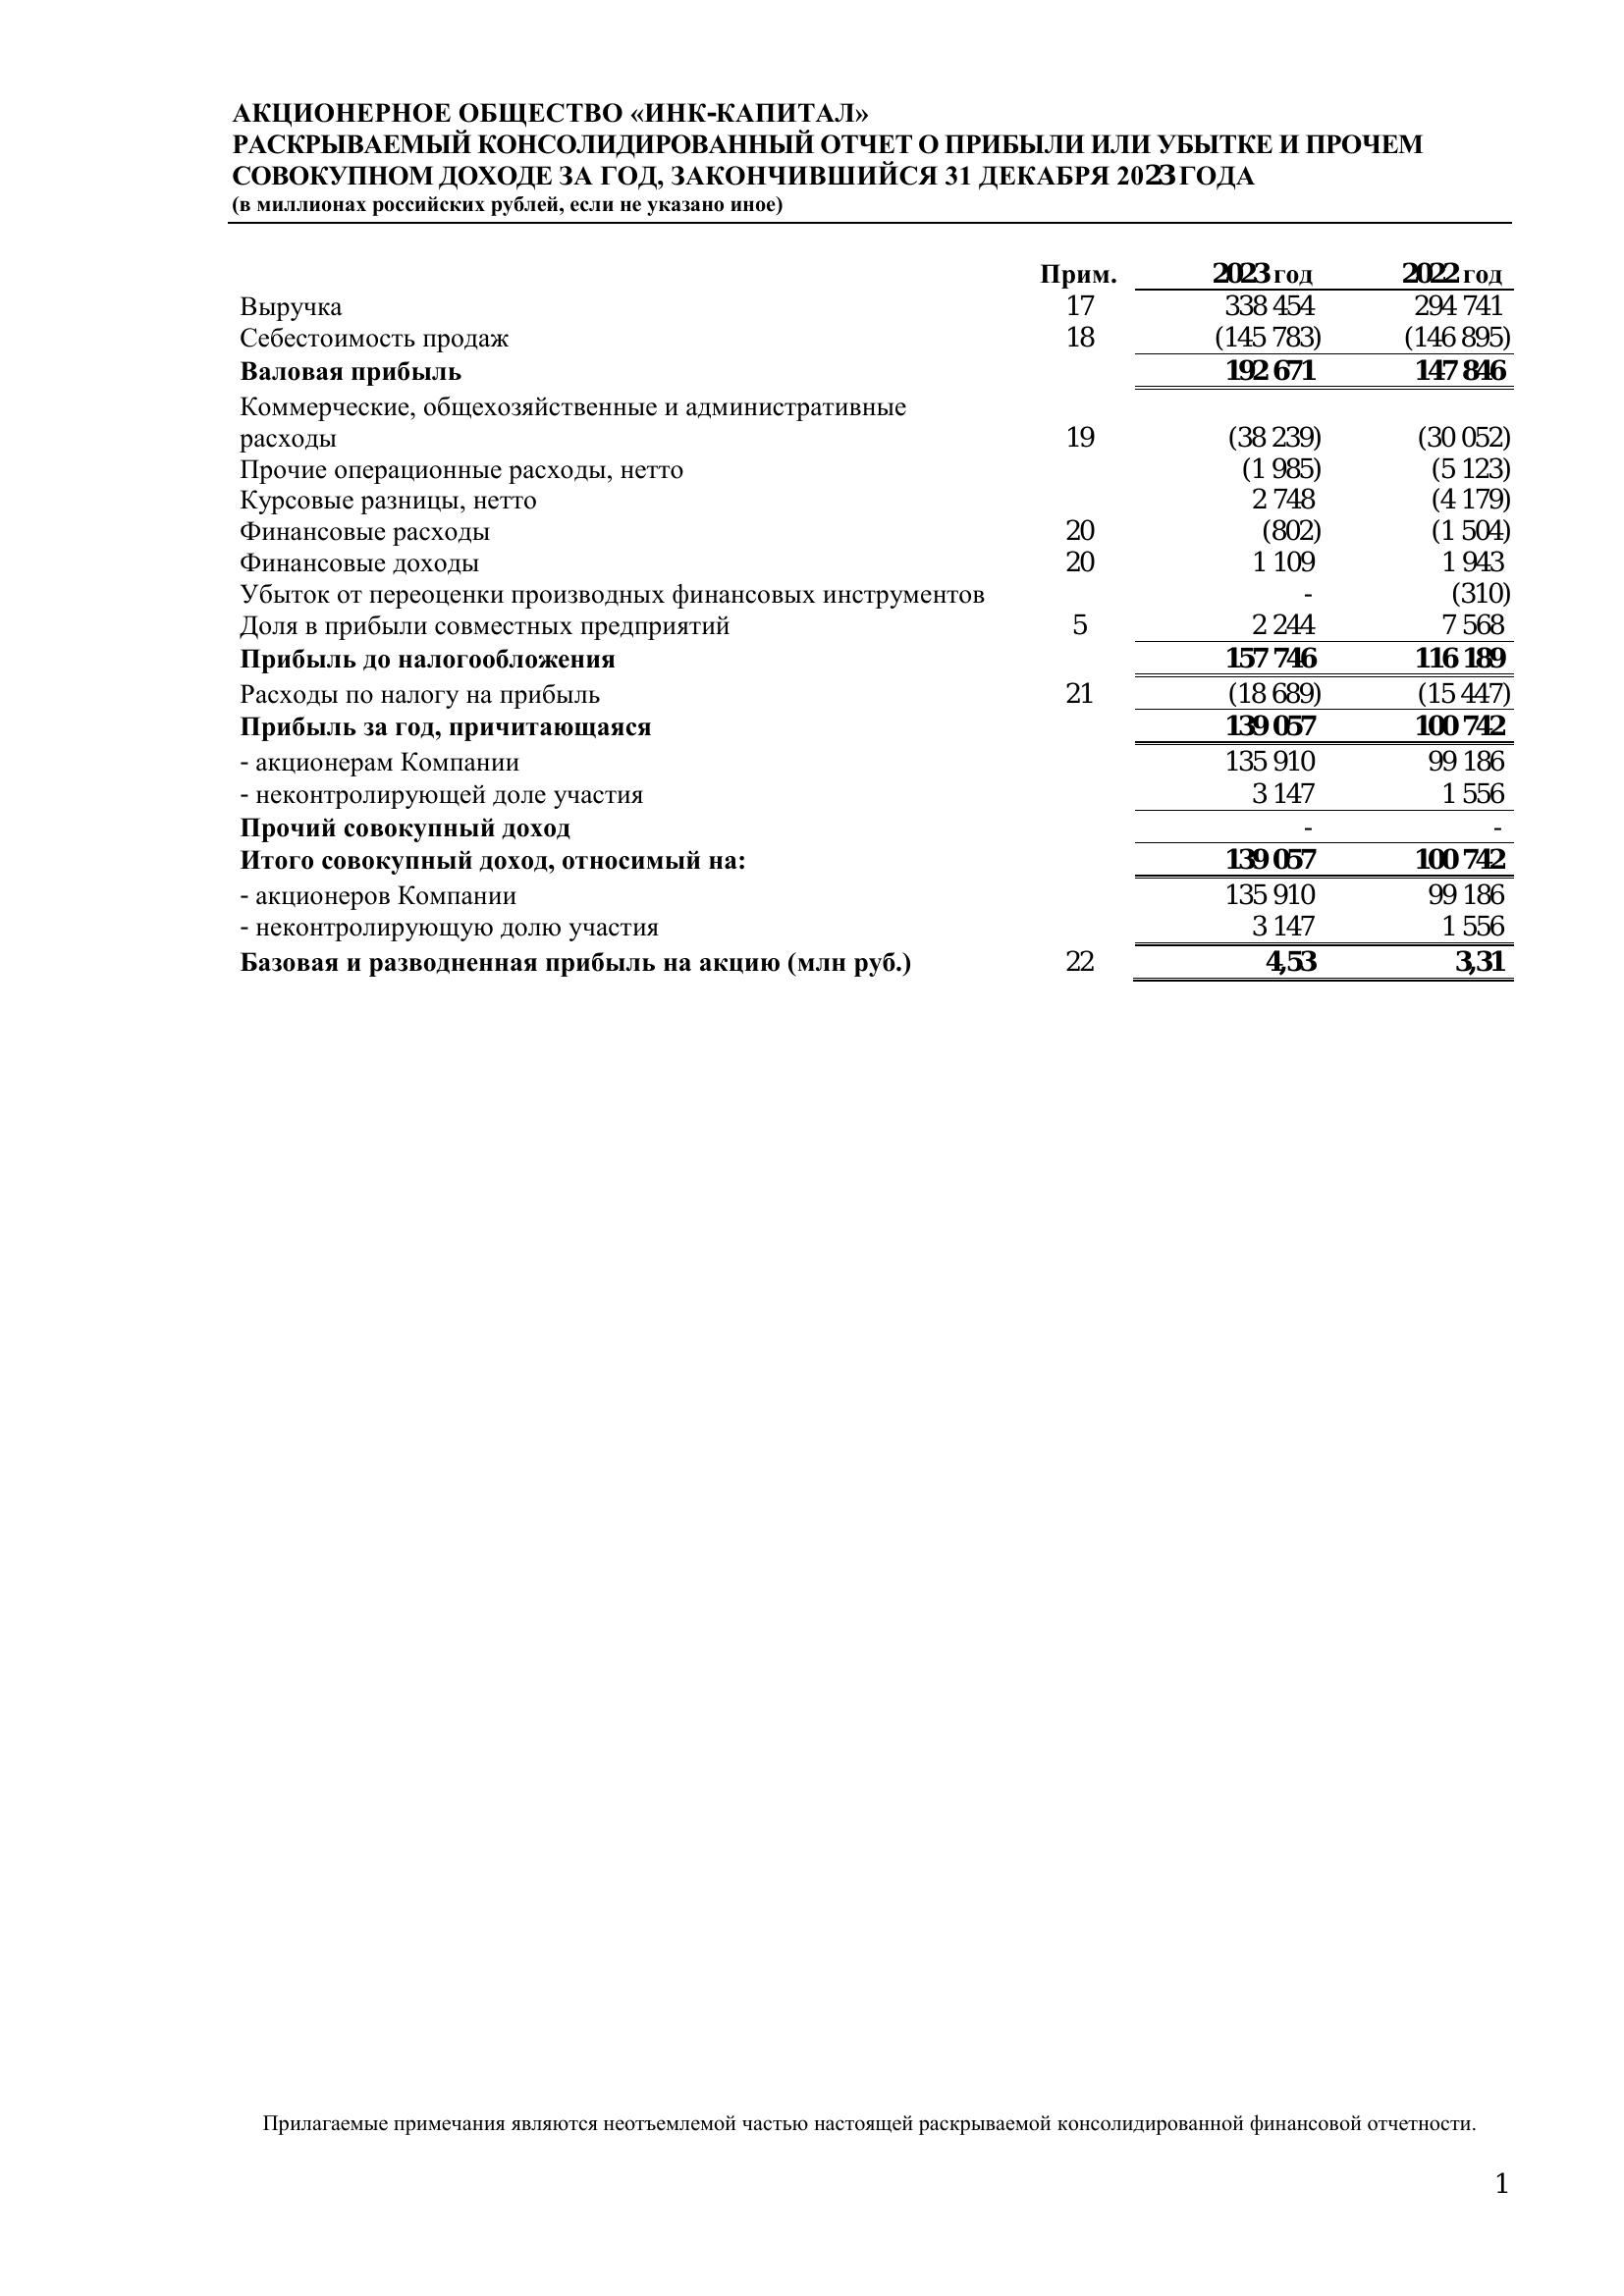 АКЦИОНЕРНОЕ ОБЩЕСТВО «ИНК-КАПИТАЛ»
РАСКРЫВАЕМЫЙ КОНСОЛИДИРОВАННЫЙ ОТЧЕТ О ПРИБЫЛИ ИЛИ УБЫТКЕ И ПРОЧЕМ
СОВОКУПНОМ ДОХОДЕ ЗА ГОД, ЗАКОНЧИВШИЙСЯ 31 ДЕКАБРЯ 2023 ГОДА
(в миллионах российских рублей, если не указано иное)
Прим. 2023 год 2022 год
Выручка 17 338 454 294 741
Себестоимость продаж 18 (145 783) (146 895)
Валовая прибыль 192 671 147 846
Коммерческие, общехозяйственные и административные
расходы 19 (38 239) (30 052)
Прочие операционные расходы, нетто (1 985) (5 123)
Курсовые разницы, нетто 2 748 (4 179)
Финансовые расходы 20 (802) (1 504)
Финансовые доходы 20 1 109 1 943
Убыток от переоценки производных финансовых инструментов - (310)
Доля в прибыли совместных предприятий 5 2 244 7 568
Прибыль до налогообложения 157 746 116 189
Расходы по налогу на прибыль 21 (18 689) (15 447)
Прибыль за год, причитающаяся 139 057 100 742
- акционерам Компании 135 910 99 186
- неконтролирующей доле участия 3 147 1 556
Прочий совокупный доход - -
Итого совокупный доход, относимый на: 139 057 100 742
- акционеров Компании 135 910 99 186
- неконтролирующую долю участия 3 147 1 556
Базовая и разводненная прибыль на акцию (млн руб.) 22 4,53 3,31
Прилагаемые примечания являются неотъемлемой частью настоящей раскрываемой консолидированной финансовой отчетности.
1